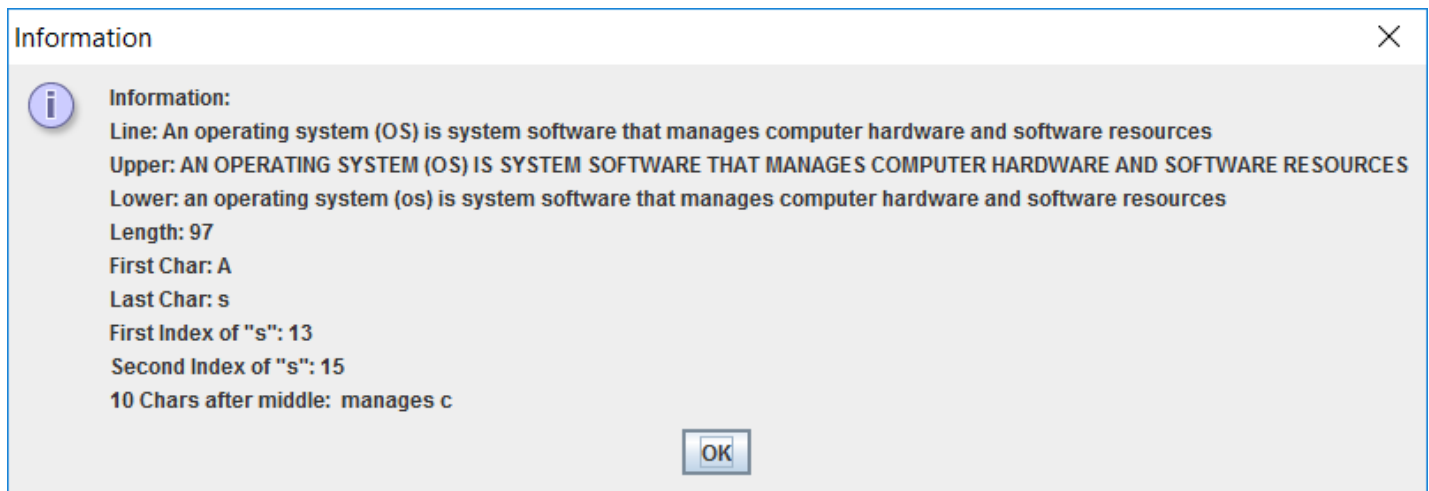 Information
Information:
Line: An operating system (OS) is system software that manages computer hardware and software resources
Upper: AN OPERATING SYSTEM (OS) IS SYSTEM SOFTWARE THAT MANAGES COMPUTER HARDWARE AND SOFTWARE RESOURCES
Lower: an operating system (os) is system software that manages computer hardware and software resources
Length: 97
First Char: A
Last Char: s
First Index of "s": 13
Second Index of "s": 15
10 Chars after middle:  manages c
OK